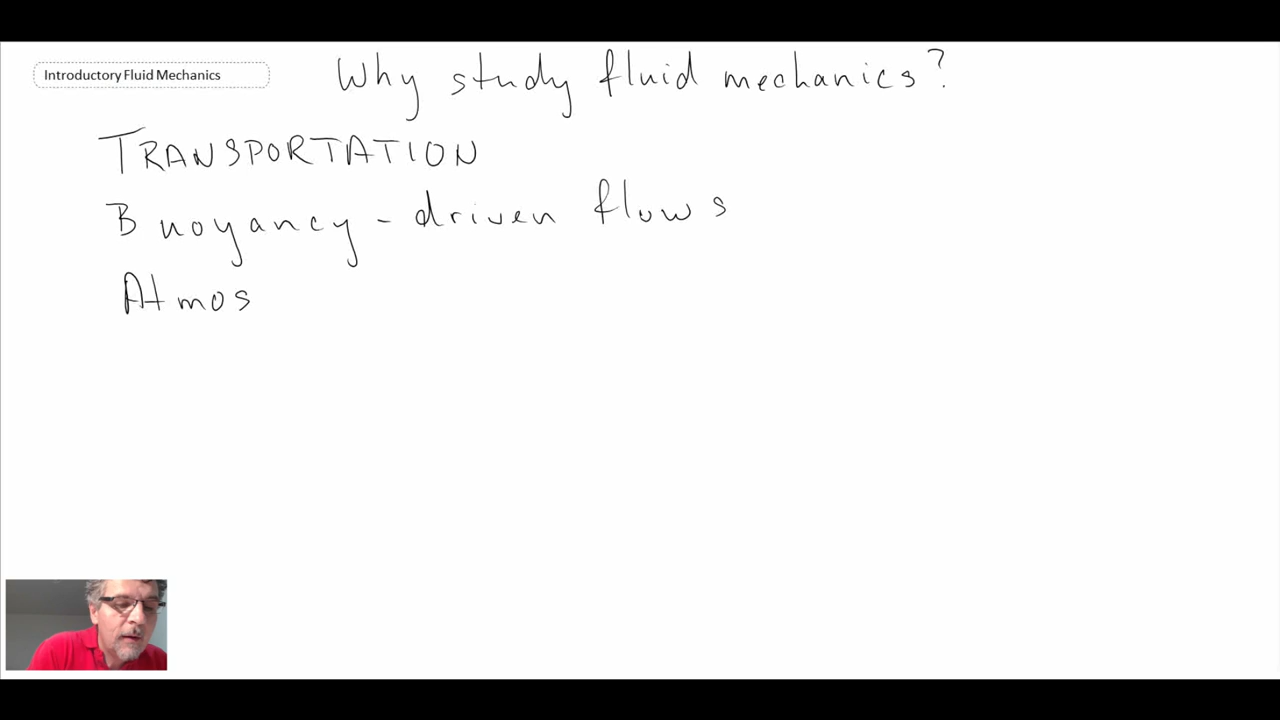 Introductory Fluid Mechanics
Why study fluid mechanics?
TRANSPORTATION
Buoyancy-driven flows
Atmos